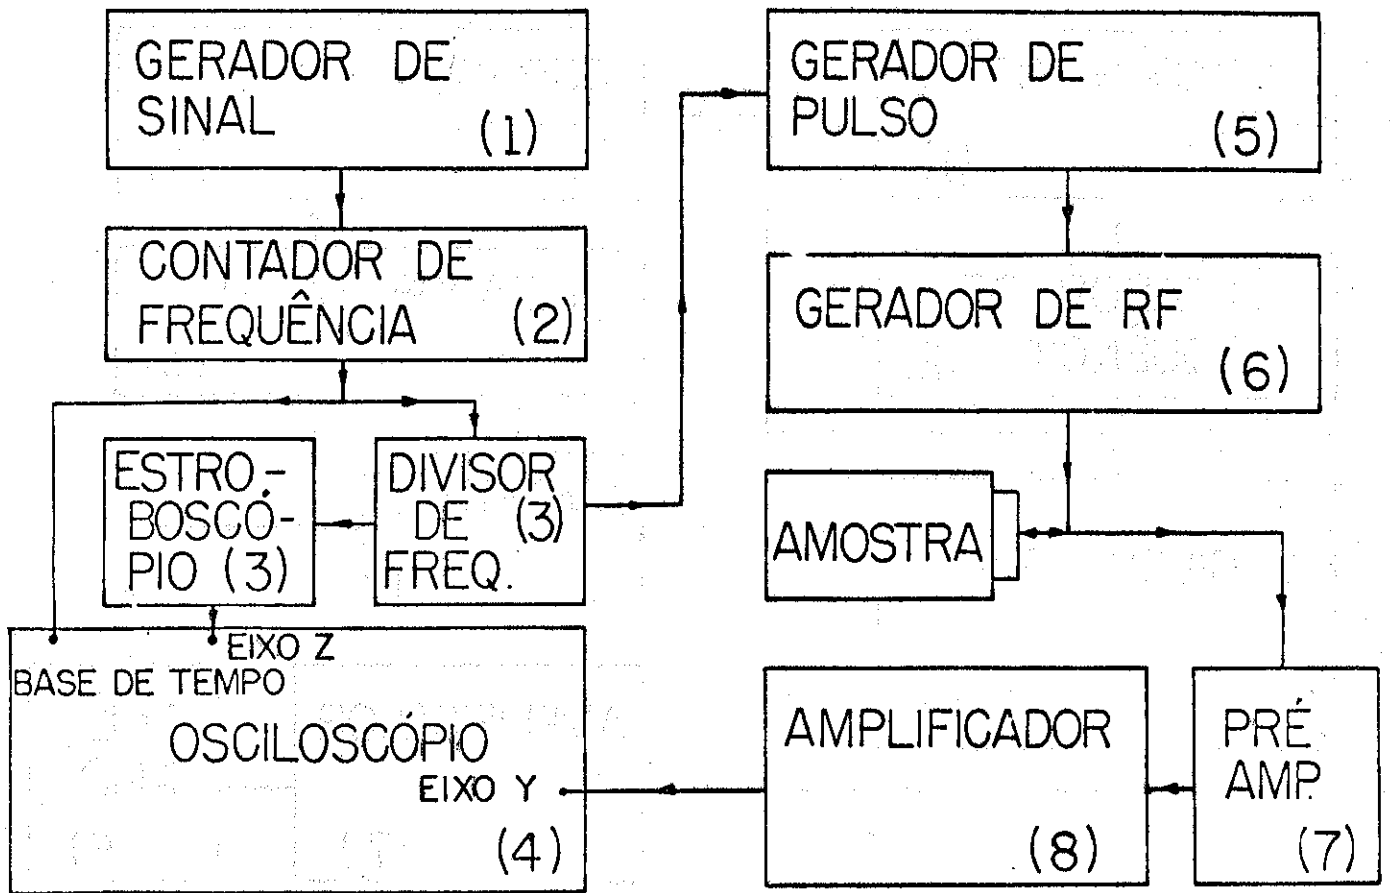 GERADOR DE
SINAL (1)
CONTADOR DE
FREQUÊNCIA (2)
ESTRO-
BOSCÓ-
PIO (3)
DIVISOR
DE (3)
FREQ.
EIXO Z
BASE DE TEMPO
OSCILOSCÓPIO
EIXO Y
(4)
GERADOR DE
PULSO (5)
GERADOR DE RF
(6)
AMOSTRA
AMPLIFICADOR
(8)
PRÉ
AMP.
(7)